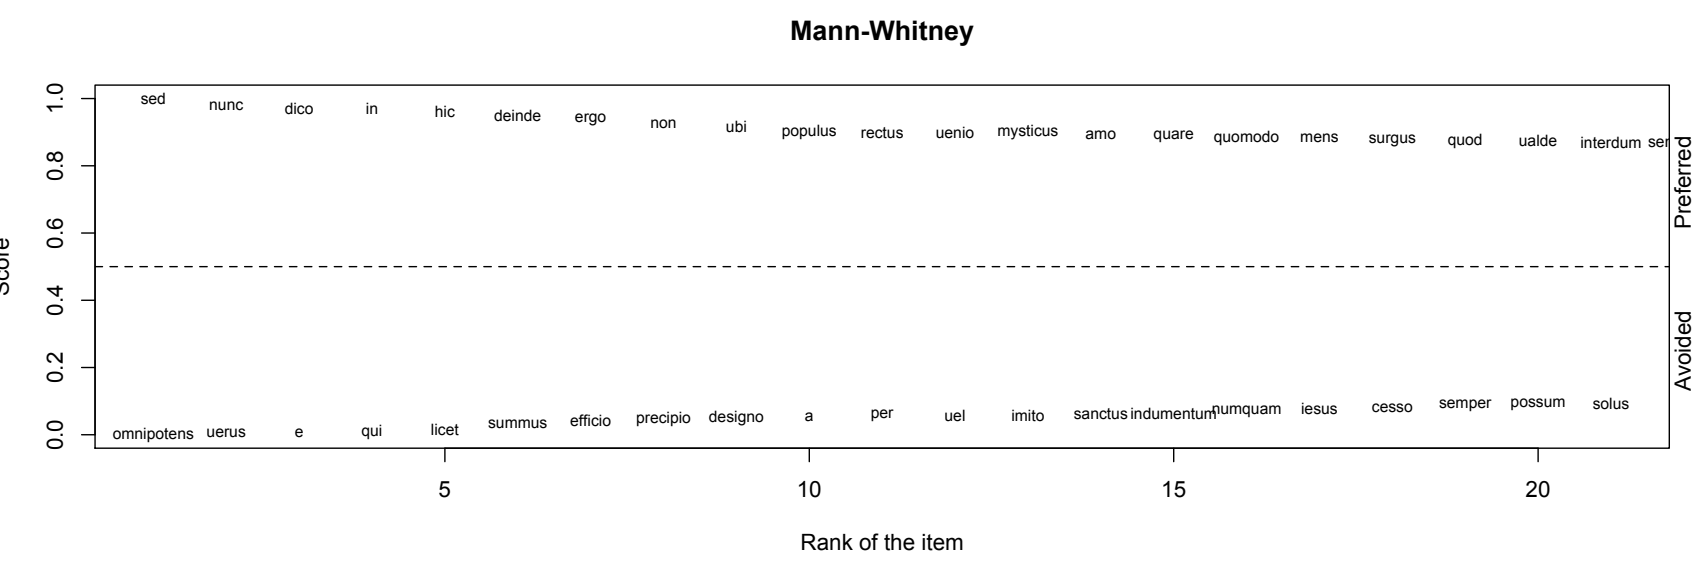 Mann-Whitney
1.0
0.8
0.6
0.4
0.2
0.0
sed nunc dico in hic deinde ergo non ubi populus rectus uenio mysticus amo quare quomodo mens surgus quod ualde interdum ser
Preferred
Avoided
omnipotens uerus e qui licet summus efficio precipio designo a per uel imito sanctus indumentum numquam iesus cesso semper possum solus
5 10 15 20
Rank of the item